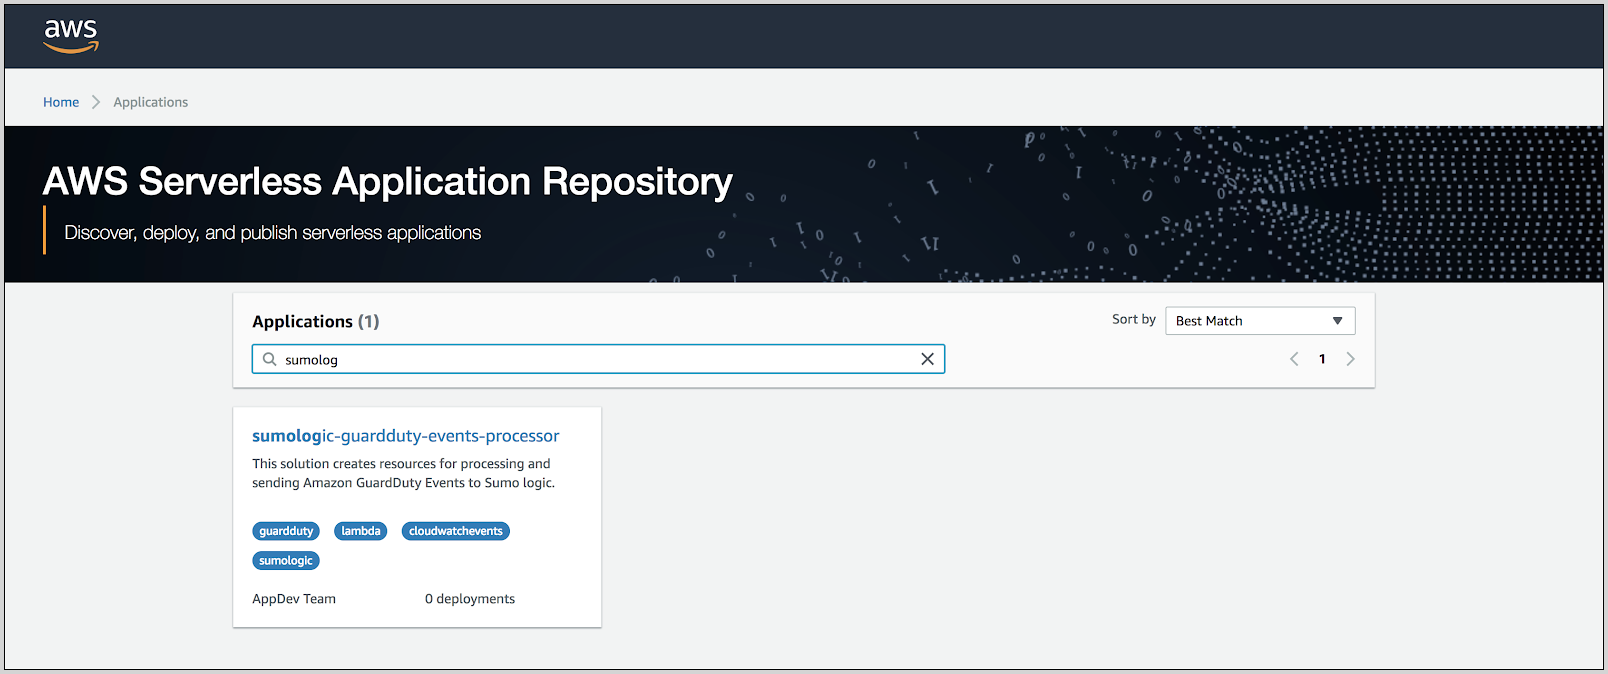 aws
Home > Applications
AWS Serverless Application Repository
Discover, deploy, and publish serverless applications
Applications (1)
Sort by Best Match
sumolog
1
sumologic-guardduty-events-processor
This solution creates resources for processing and
sending Amazon GuardDuty Events to Sumo logic.
guardduty lambda cloudwatchevents
sumologic
AppDev Team 0 deployments